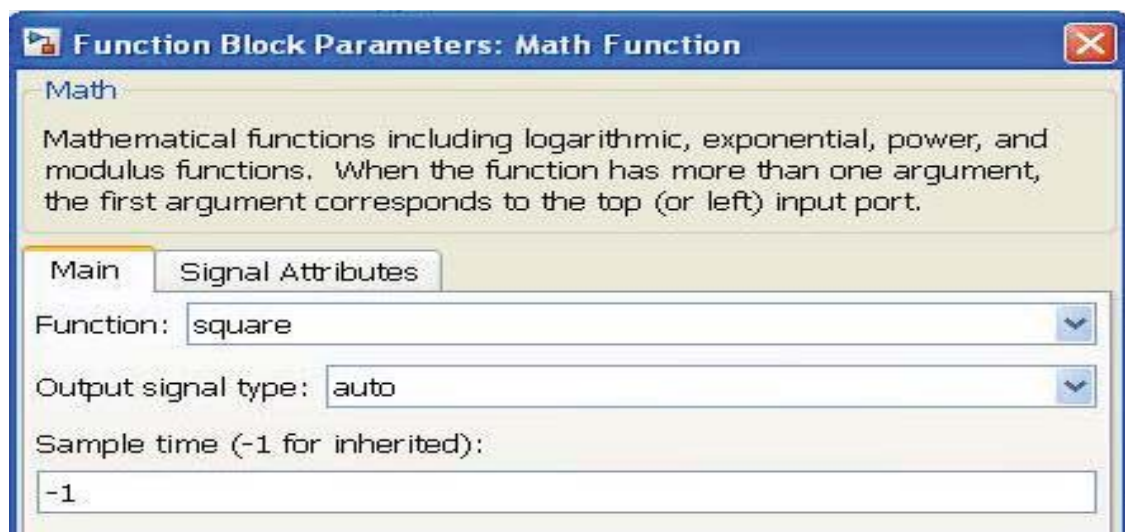 Function Block Parameters: Math Function
Math
Mathematical functions including logarithmic, exponential, power, and
modulus functions. When the function has more than one argument,
the first argument corresponds to the top (or left) input port.
Main Signal Attributes
Function: square
Output signal type: auto
Sample time (-1 for inherited):
-1